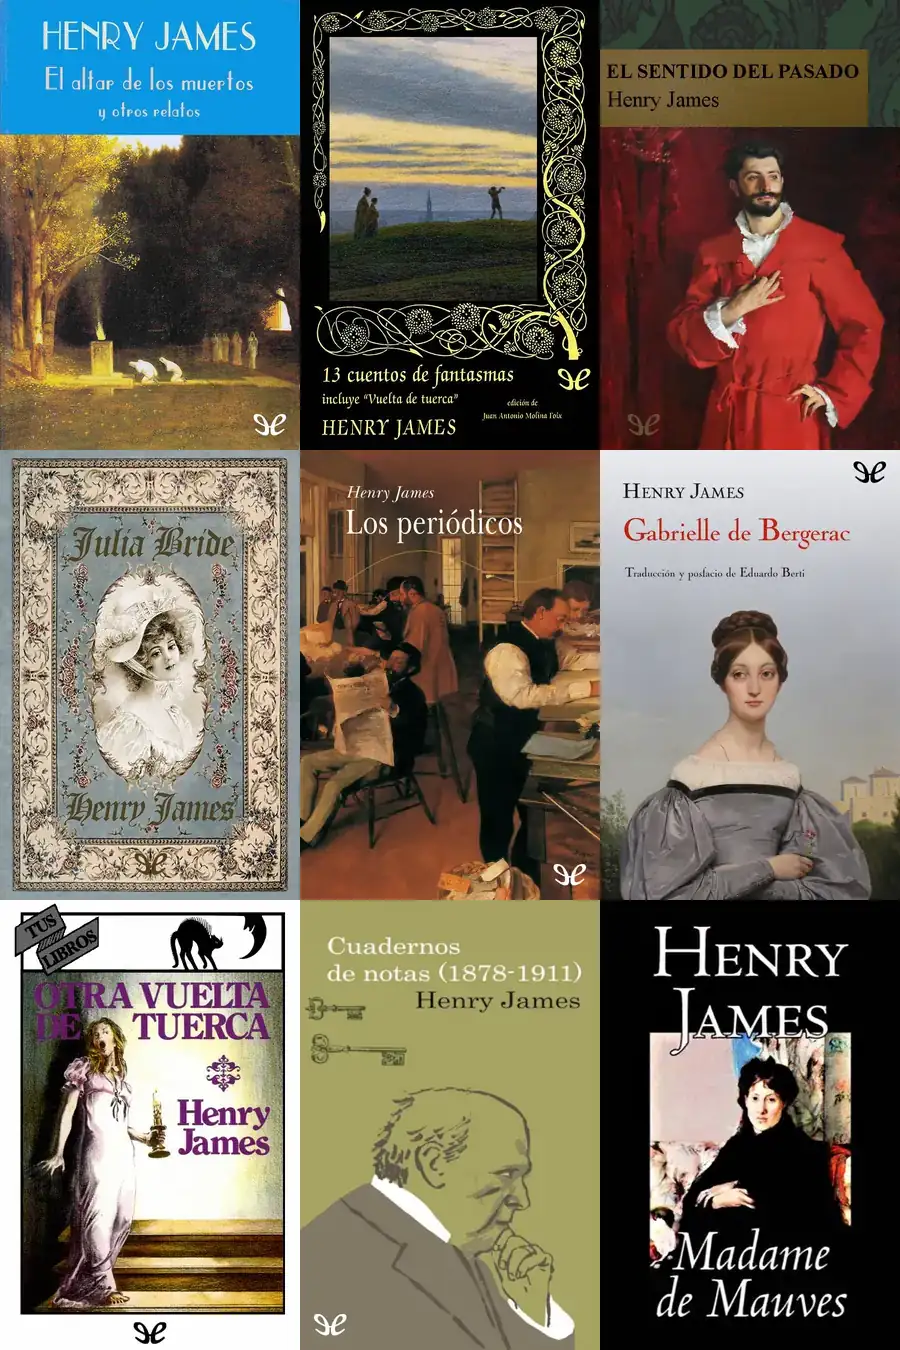 HENRY JAMES
El altar de los muertos
y otros relatos
13 cuentos de fantasmas
incluye "Vuelta de tuerca"
edición de
Juan Antonio Molina Foix
HENRY JAMES
EL SENTIDO DEL PASADO
Henry James
Julia Bride
Henry James
Henry James
Los periódicos
HENRY JAMES
Gabrielle de Bergerac
Traducción y posfacio de Eduardo Berti
TUS
LIBROS
OTRA VUELTA
DE TUERCA
Henry
James
Cuadernos
de notas (1878-1911)
Henry James
HENRY
JAMES
Madame
de Mauves